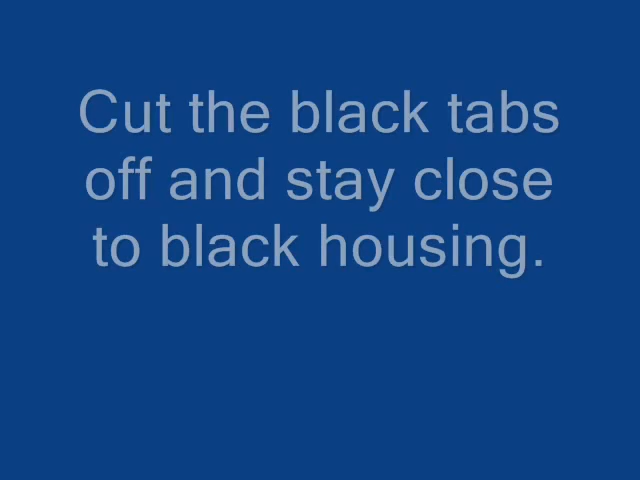 Cut the black tabs
off and stay close
to black housing.